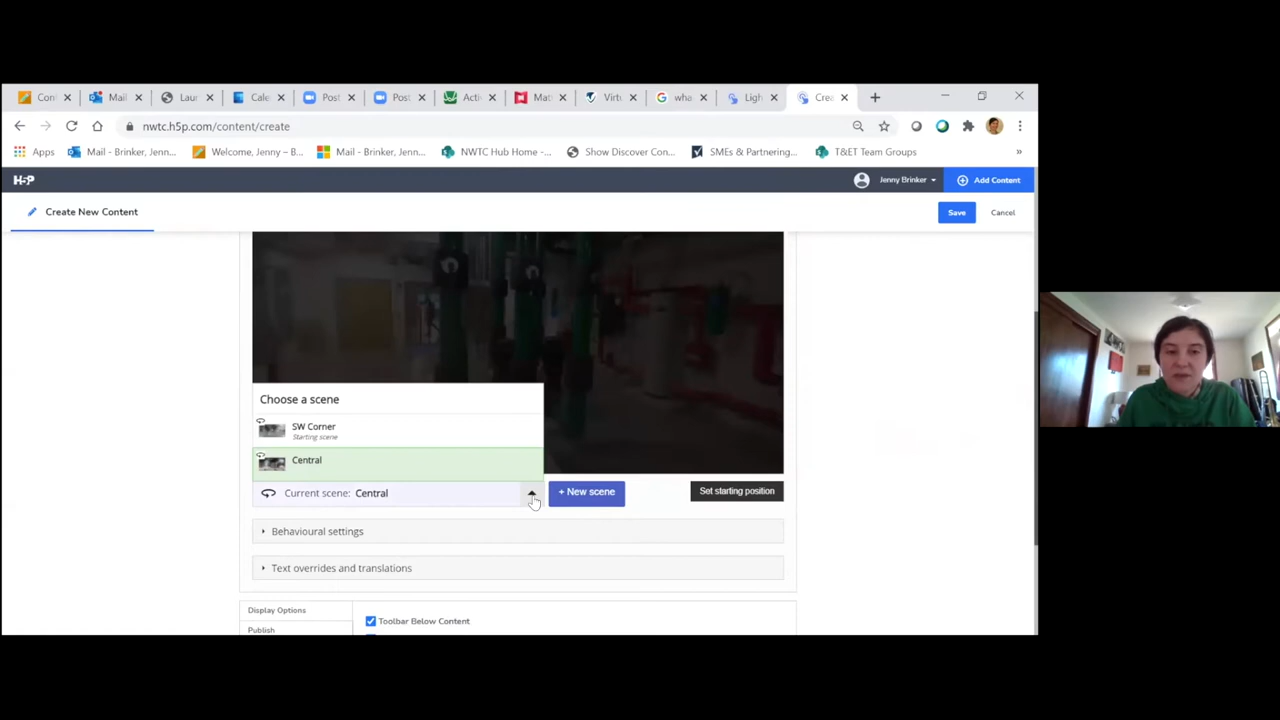 Con
Mail
Lau
Cale
Post
Post
Acti
Mat
Virtu
wha
Ligh
Crea
nwtc.h5p.com/content/create
Apps
Mail - Brinker, Jenn...
Welcome, Jenny – B...
Mail - Brinker, Jenn...
NWTC Hub Home -...
Show Discover Con...
SMEs & Partnering...
T&ET Team Groups
»
H5P
Jenny Brinker
Add Content
Create New Content
Save
Cancel
Choose a scene
SW Corner
Starting scene
Central
Current scene: Central
+ New scene
Set starting position
Behavioural settings
Text overrides and translations
Display Options
Toolbar Below Content
Publish